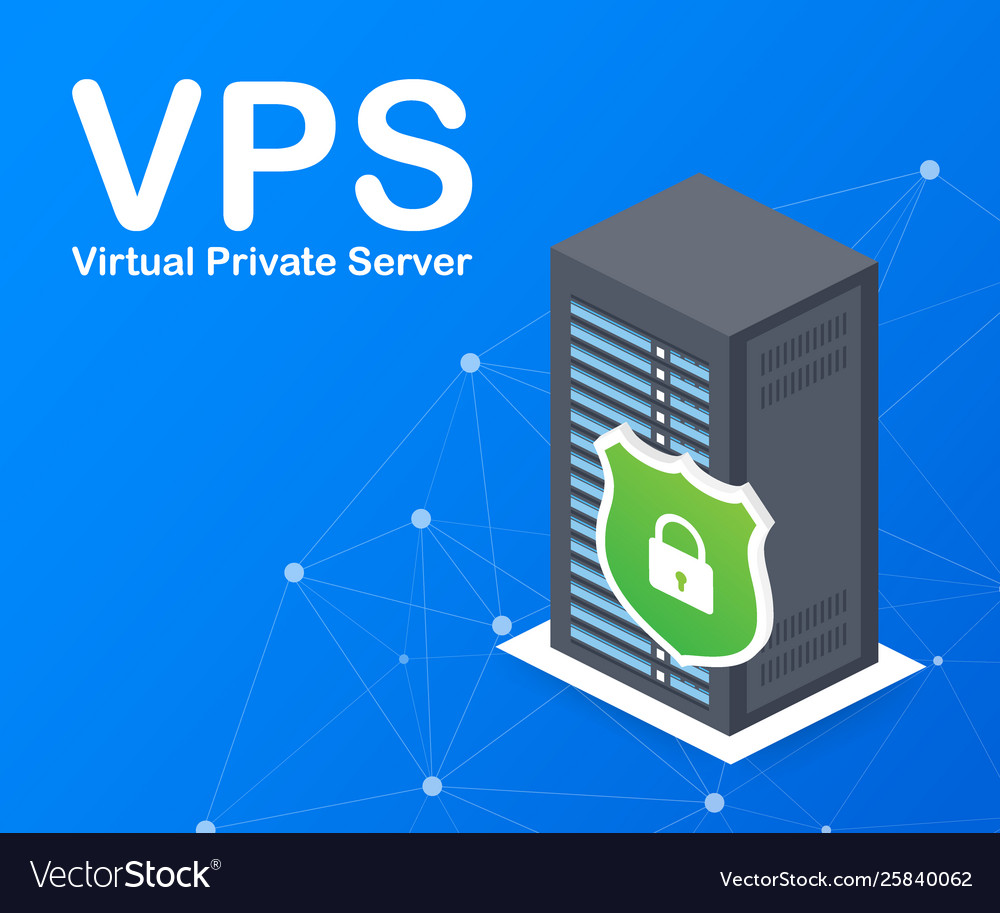 VPS
Virtual Private Server
VectorStock®
VectorStock.com/25840062